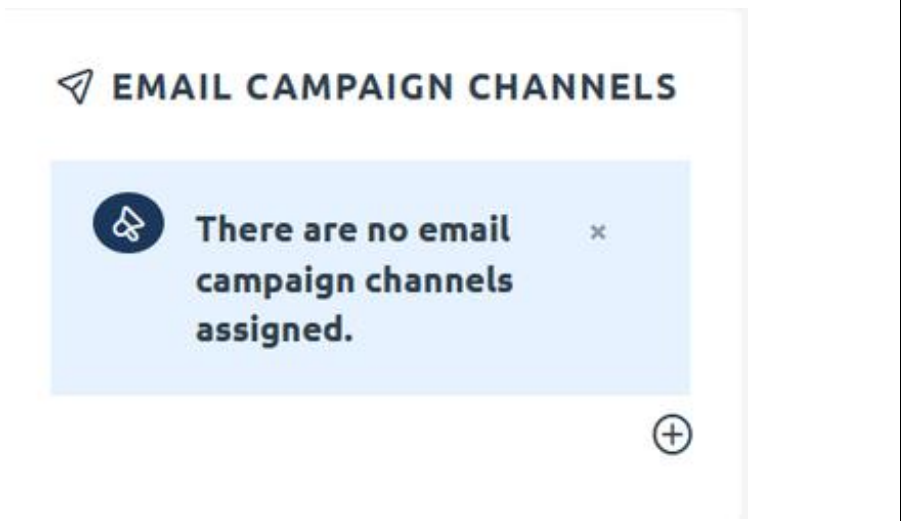 EMAIL CAMPAIGN CHANNELS
There are no email
campaign channels
assigned.